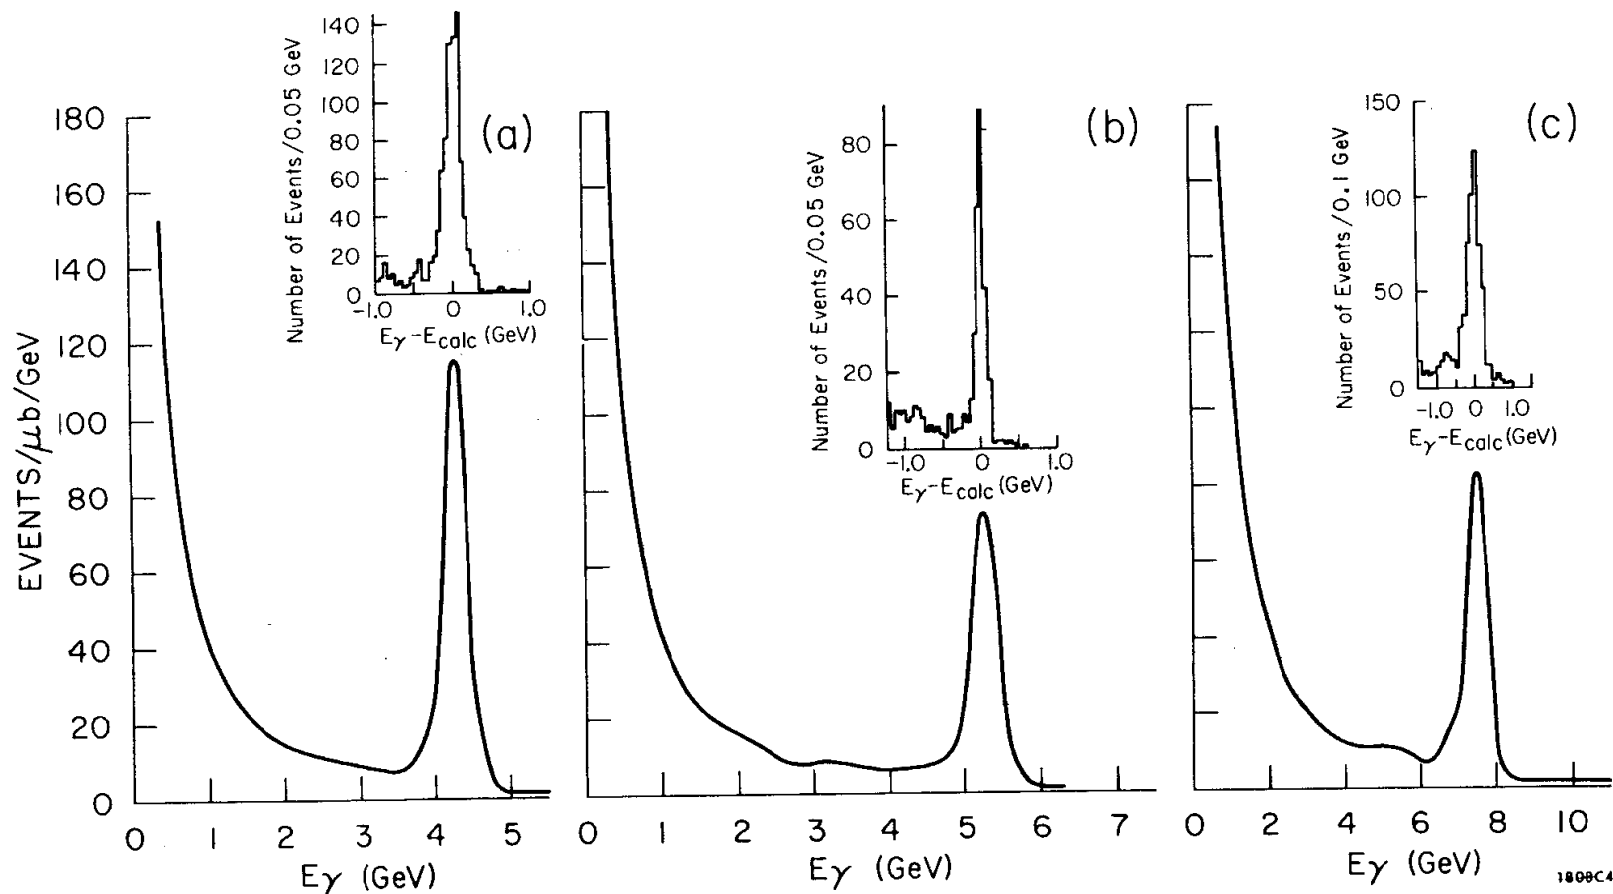 EVENTS/μb/GeV
180
160
140
120
100
80
60
40
20
0
0 1 2 3 4 5
Eγ (GeV)
(a)
Number of Events/0.05 GeV
140
120
100
80
60
40
20
0
-1.0 0 1.0
Eγ-Ecalc (GeV)
(b)
Number of Events/0.05 GeV
80
60
40
20
0
-1.0 0 1.0
Eγ-Ecalc (GeV)
0 1 2 3 4 5 6 7
Eγ (GeV)
(c)
Number of Events/0.1 GeV
150
100
50
0
-1.0 0 1.0
Eγ-Ecalc (GeV)
0 2 4 6 8 10
Eγ (GeV)
1808C4